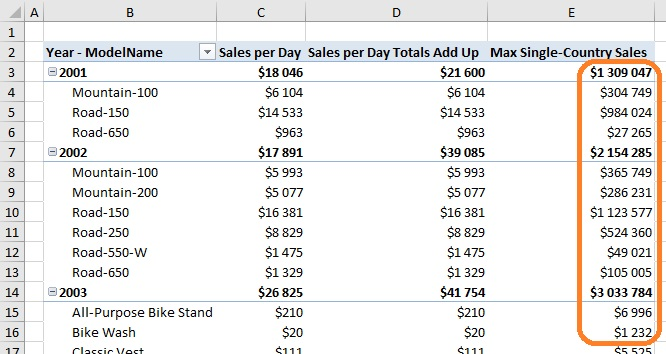 A B C D E
1
2 Year - ModelName Sales per Day Sales per Day Totals Add Up Max Single-Country Sales
3 2001 $18 046 $21 600 $1 309 047
4 Mountain-100 $6 104 $6 104 $304 749
5 Road-150 $14 533 $14 533 $984 024
6 Road-650 $963 $963 $27 265
7 2002 $17 891 $39 085 $2 154 285
8 Mountain-100 $5 993 $5 993 $365 749
9 Mountain-200 $5 077 $5 077 $286 231
10 Road-150 $16 381 $16 381 $1 123 577
11 Road-250 $8 829 $8 829 $524 360
12 Road-550-W $1 475 $1 475 $49 021
13 Road-650 $1 329 $1 329 $105 005
14 2003 $26 825 $41 754 $3 033 784
15 All-Purpose Bike Stand $210 $210 $6 996
16 Bike Wash $20 $20 $1 232
17 Classic Vest $111 $111 $5 525